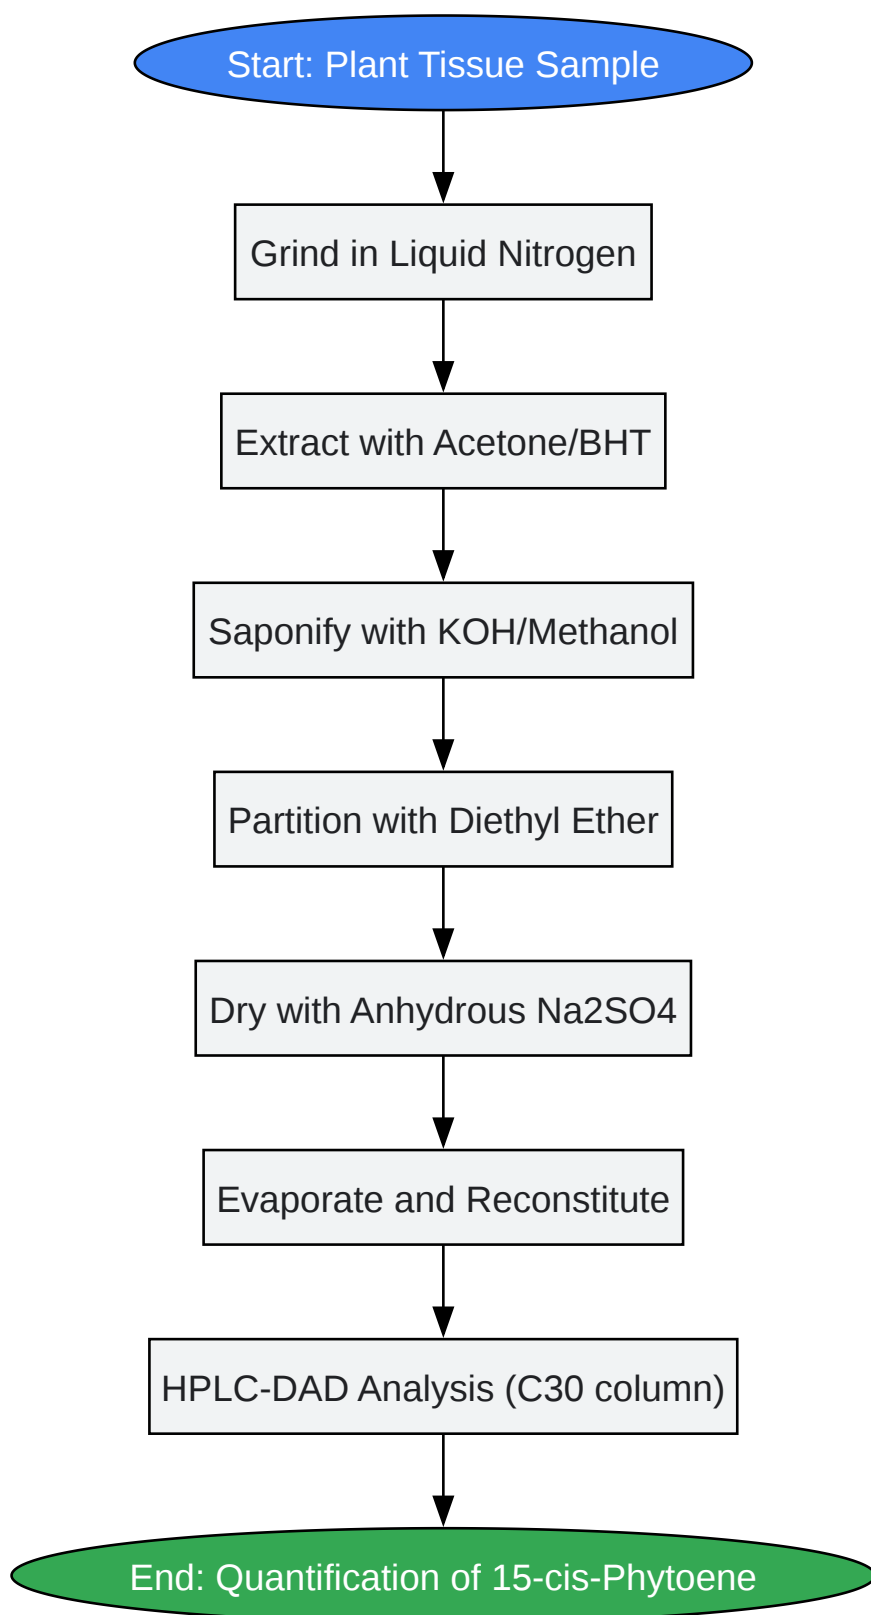 Start: Plant Tissue Sample
Grind in Liquid Nitrogen
Extract with Acetone/BHT
Saponify with KOH/Methanol
Partition with Diethyl Ether
Dry with Anhydrous Na2SO4
Evaporate and Reconstitute
HPLC-DAD Analysis (C30 column)
End: Quantification of 15-cis-Phytoene